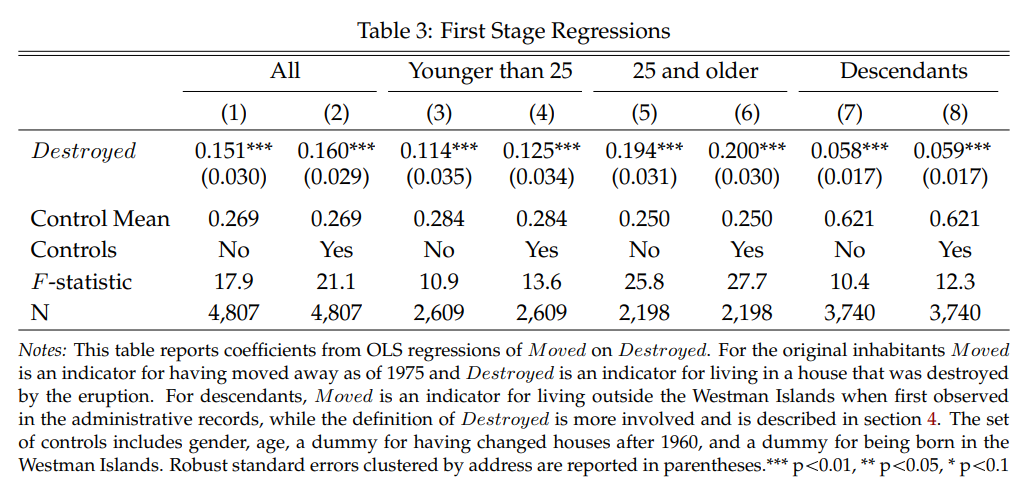 Table 3: First Stage Regressions
All Younger than 25 25 and older Descendants
(1) (2) (3) (4) (5) (6) (7) (8)
Destroyed 0.151*** 0.160*** 0.114*** 0.125*** 0.194*** 0.200*** 0.058*** 0.059***
(0.030) (0.029) (0.035) (0.034) (0.031) (0.030) (0.017) (0.017)
Control Mean 0.269 0.269 0.284 0.284 0.250 0.250 0.621 0.621
Controls No Yes No Yes No Yes No Yes
F-statistic 17.9 21.1 10.9 13.6 25.8 27.7 10.4 12.3
N 4,807 4,807 2,609 2,609 2,198 2,198 3,740 3,740
Notes: This table reports coefficients from OLS regressions of Moved on Destroyed. For the original inhabitants Moved
is an indicator for having moved away as of 1975 and Destroyed is an indicator for living in a house that was destroyed
by the eruption. For descendants, Moved is an indicator for living outside the Westman Islands when first observed
in the administrative records, while the definition of Destroyed is more involved and is described in section 4. The set
of controls includes gender, age, a dummy for having changed houses after 1960, and a dummy for being born in the
Westman Islands. Robust standard errors clustered by address are reported in parentheses.*** p<0.01, ** p<0.05, * p<0.1